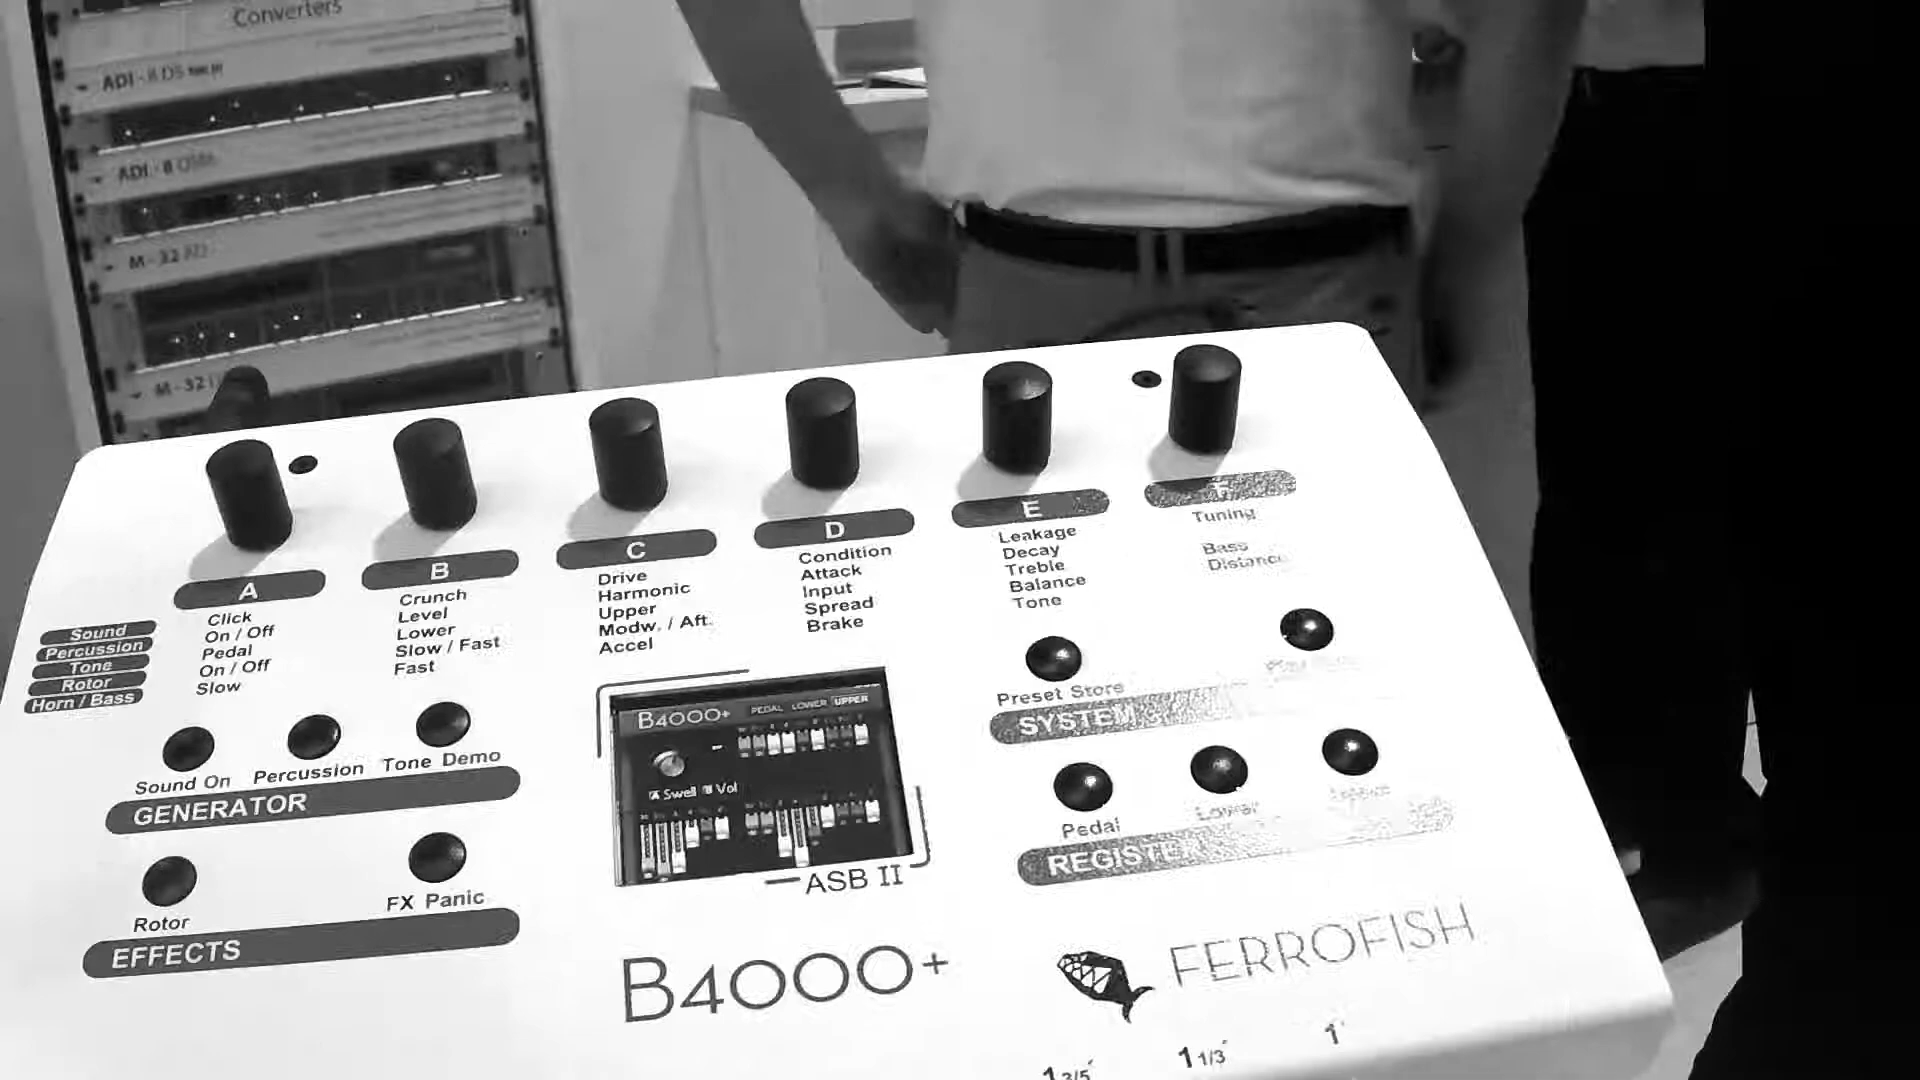 Converters
ADI - 8 DS
ADI - 8
M - 32
M - 32
A
B
C
D
E
Click
On / Off
Pedal
On / Off
Slow
Crunch
Level
Lower
Slow / Fast
Fast
Drive
Harmonic
Upper
Modw. / Aft.
Accel
Condition
Attack
Input
Spread
Brake
Leakage
Decay
Treble
Balance
Tone
Tuning
Bass
Distance
Sound
Percussion
Tone
Rotor
Horn / Bass
Sound On
Percussion
Tone Demo
GENERATOR
Rotor
FX Panic
EFFECTS
B4000+
PEDAL LOWER UPPER
Swell
Vol
ASB II
Preset Store
SYSTEM
Pedal
Lower
REGISTER
B4000+
FERROFISH
1 3/5´
1 1/3´
1´